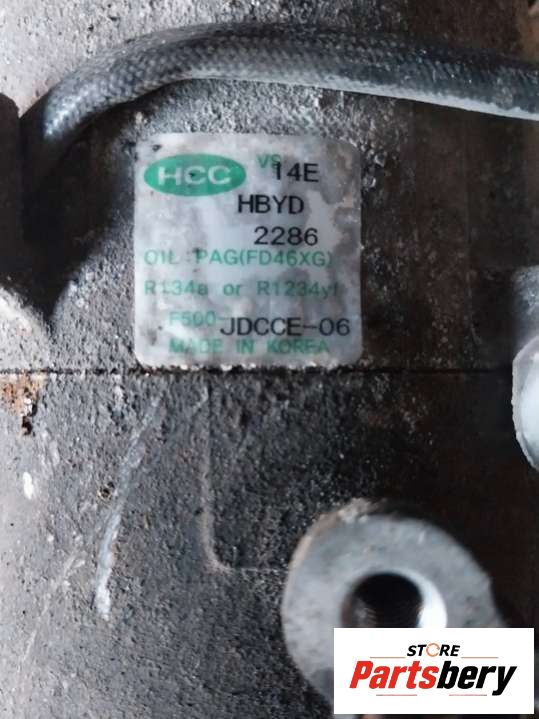 HCC VS 14E
HBYD
2286
OIL : PAG(FD46XG)
R134a or R1234yf
F500-JDCCE-06
MADE IN KOREA
STORE
Partsbery